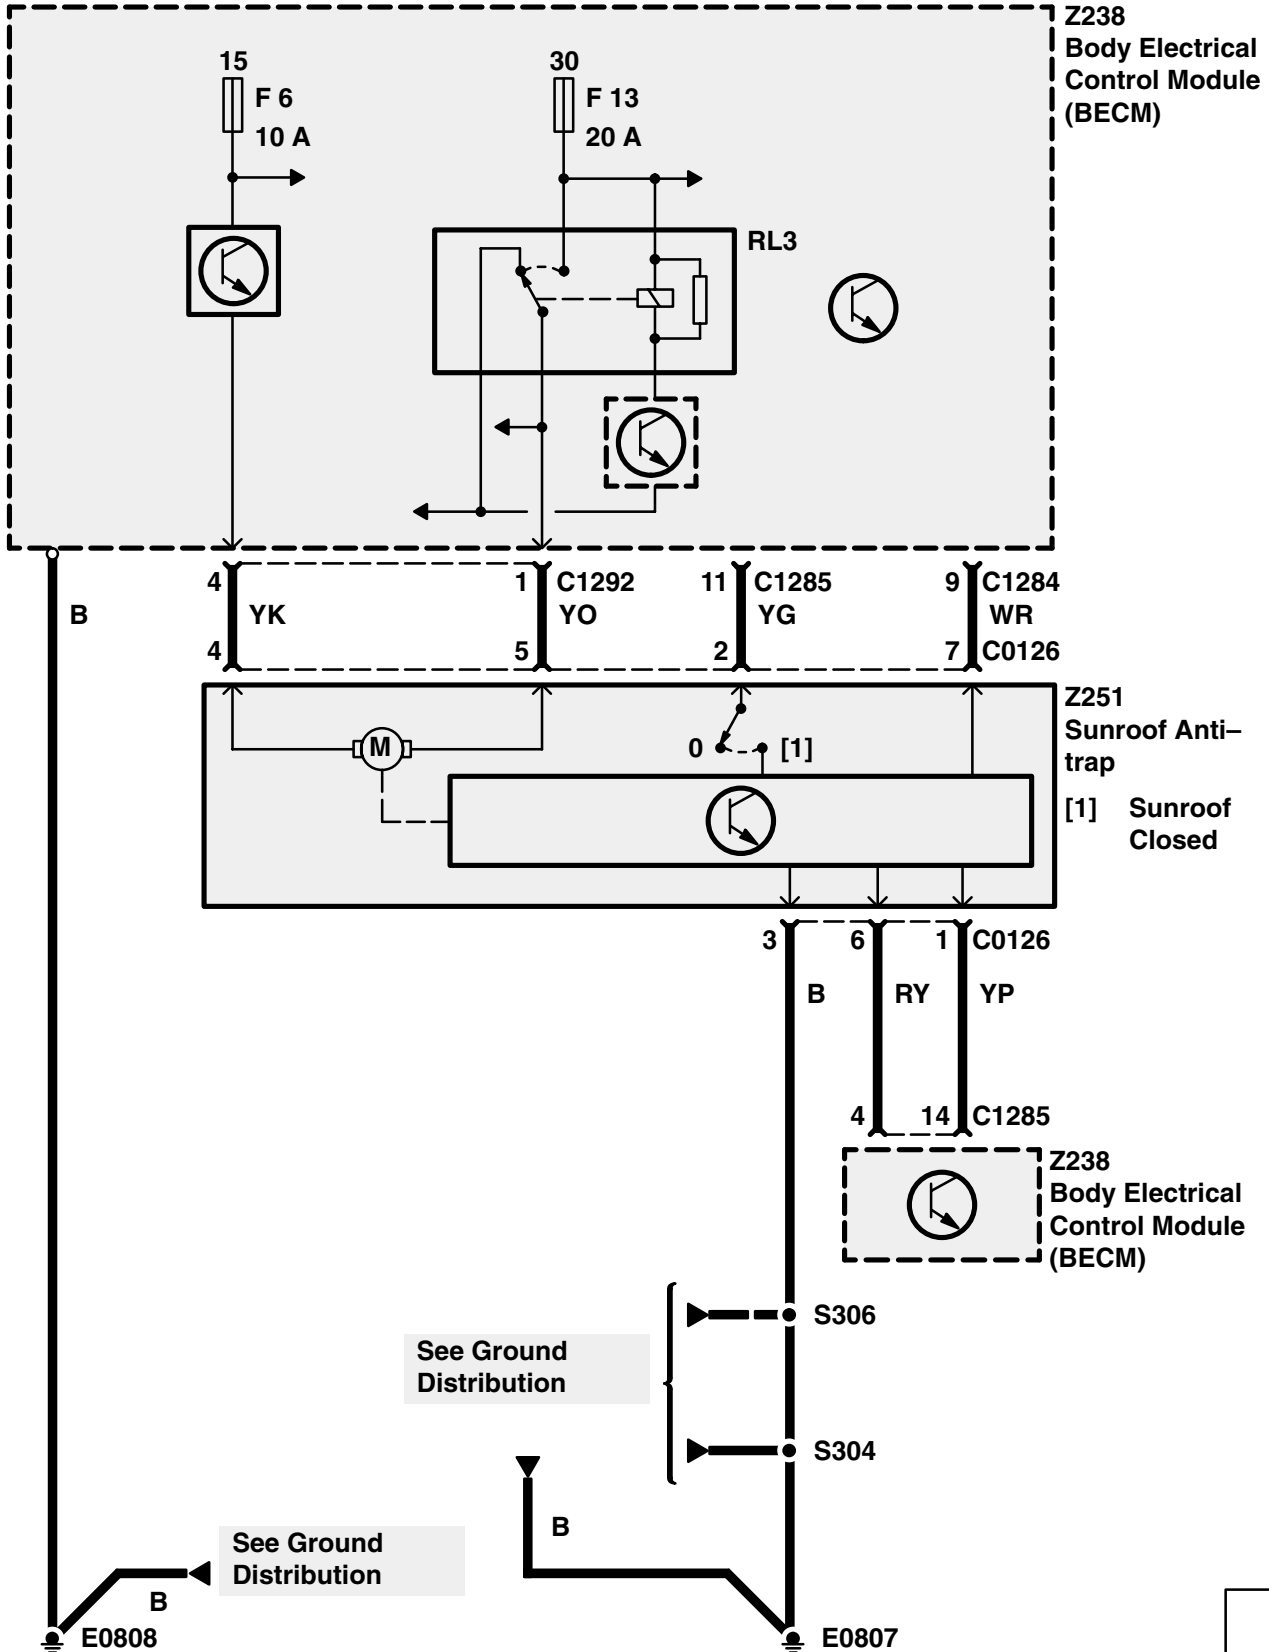 Z238
Body Electrical
Control Module
(BECM)
15
F 6
10 A
30
F 13
20 A
RL3
4
1
C1292
11
C1285
9
C1284
B
YK
YO
YG
WR
4
5
2
7
C0126
Z251
Sunroof Anti–
trap
[1] Sunroof
Closed
M
0
[1]
3
6
1
C0126
B
RY
YP
4
14
C1285
Z238
Body Electrical
Control Module
(BECM)
S306
See Ground
Distribution
S304
B
See Ground
Distribution
B
E0808
E0807